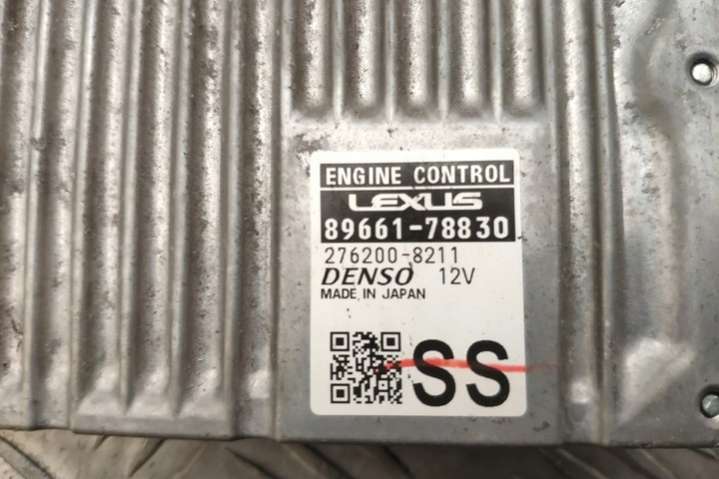 ENGINE CONTROL
LEXUS
89661-78830
276200-8211
DENSO 12V
MADE IN JAPAN
SS